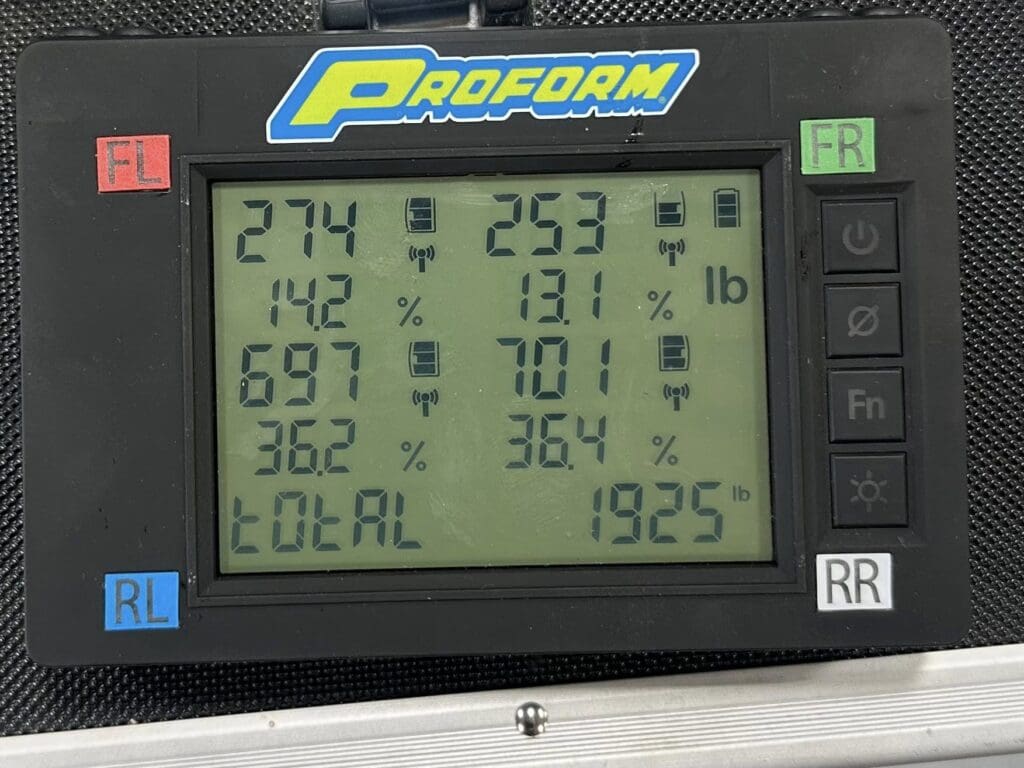 PROFORM®
FL FR
274 253
14.2 % 13.1 % lb
697 701
36.2 % 36.4 % Fn
tOtAL 1925 lb
RL RR